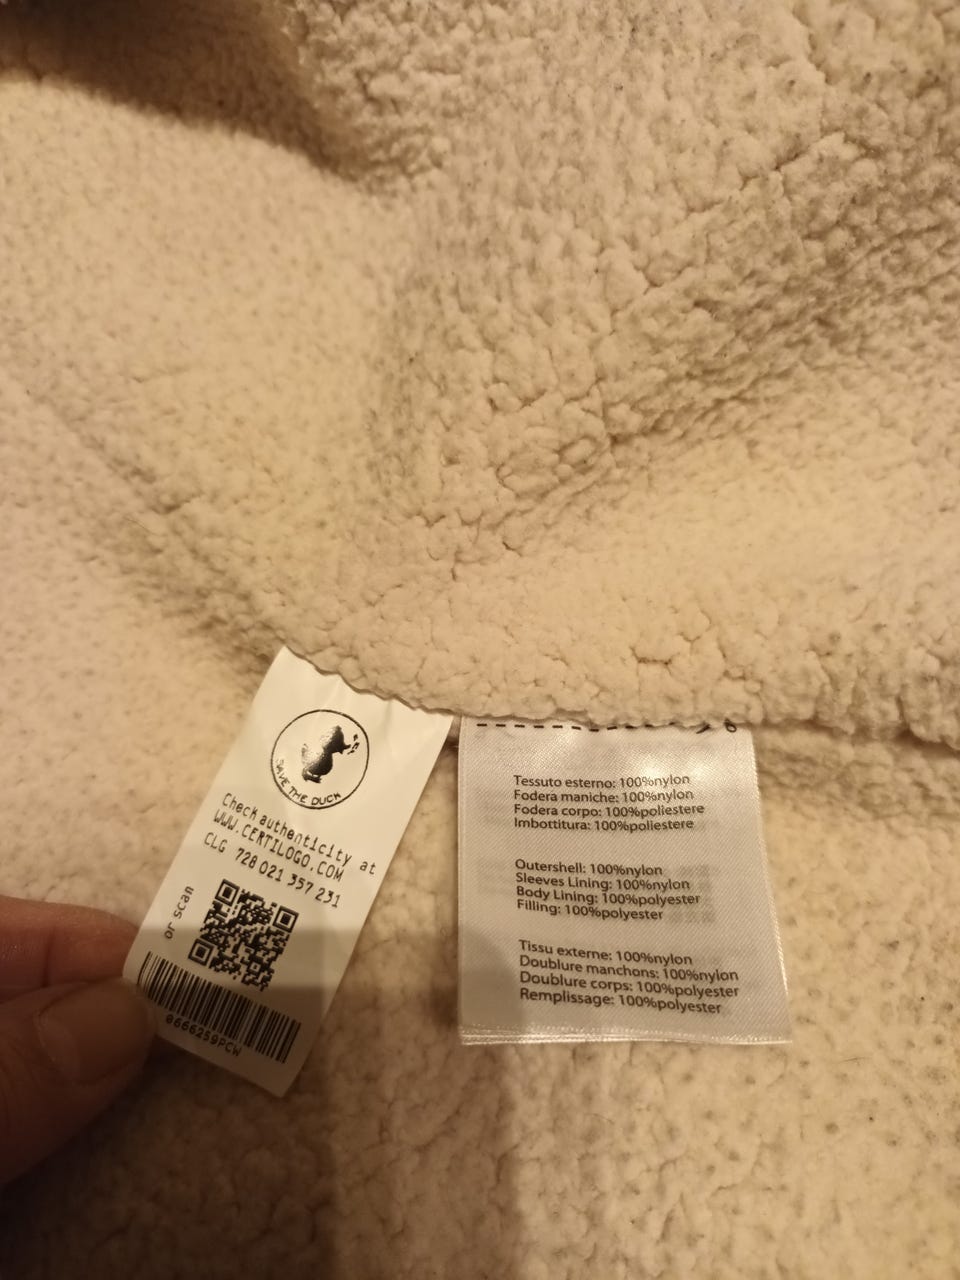 SAVE THE DUCK
Check authenticity at
WWW.CERTILOGO.COM
CLG 728 021 357 231
or scan
0666259PCW
Tessuto esterno: 100%nylon
Fodera maniche: 100%nylon
Fodera corpo: 100%poliestere
Imbottitura: 100%poliestere
Outershell: 100%nylon
Sleeves Lining: 100%nylon
Body Lining: 100%polyester
Filling: 100%polyester
Tissu externe: 100%nylon
Doublure manchons: 100%nylon
Doublure corps: 100%polyester
Remplissage: 100%polyester